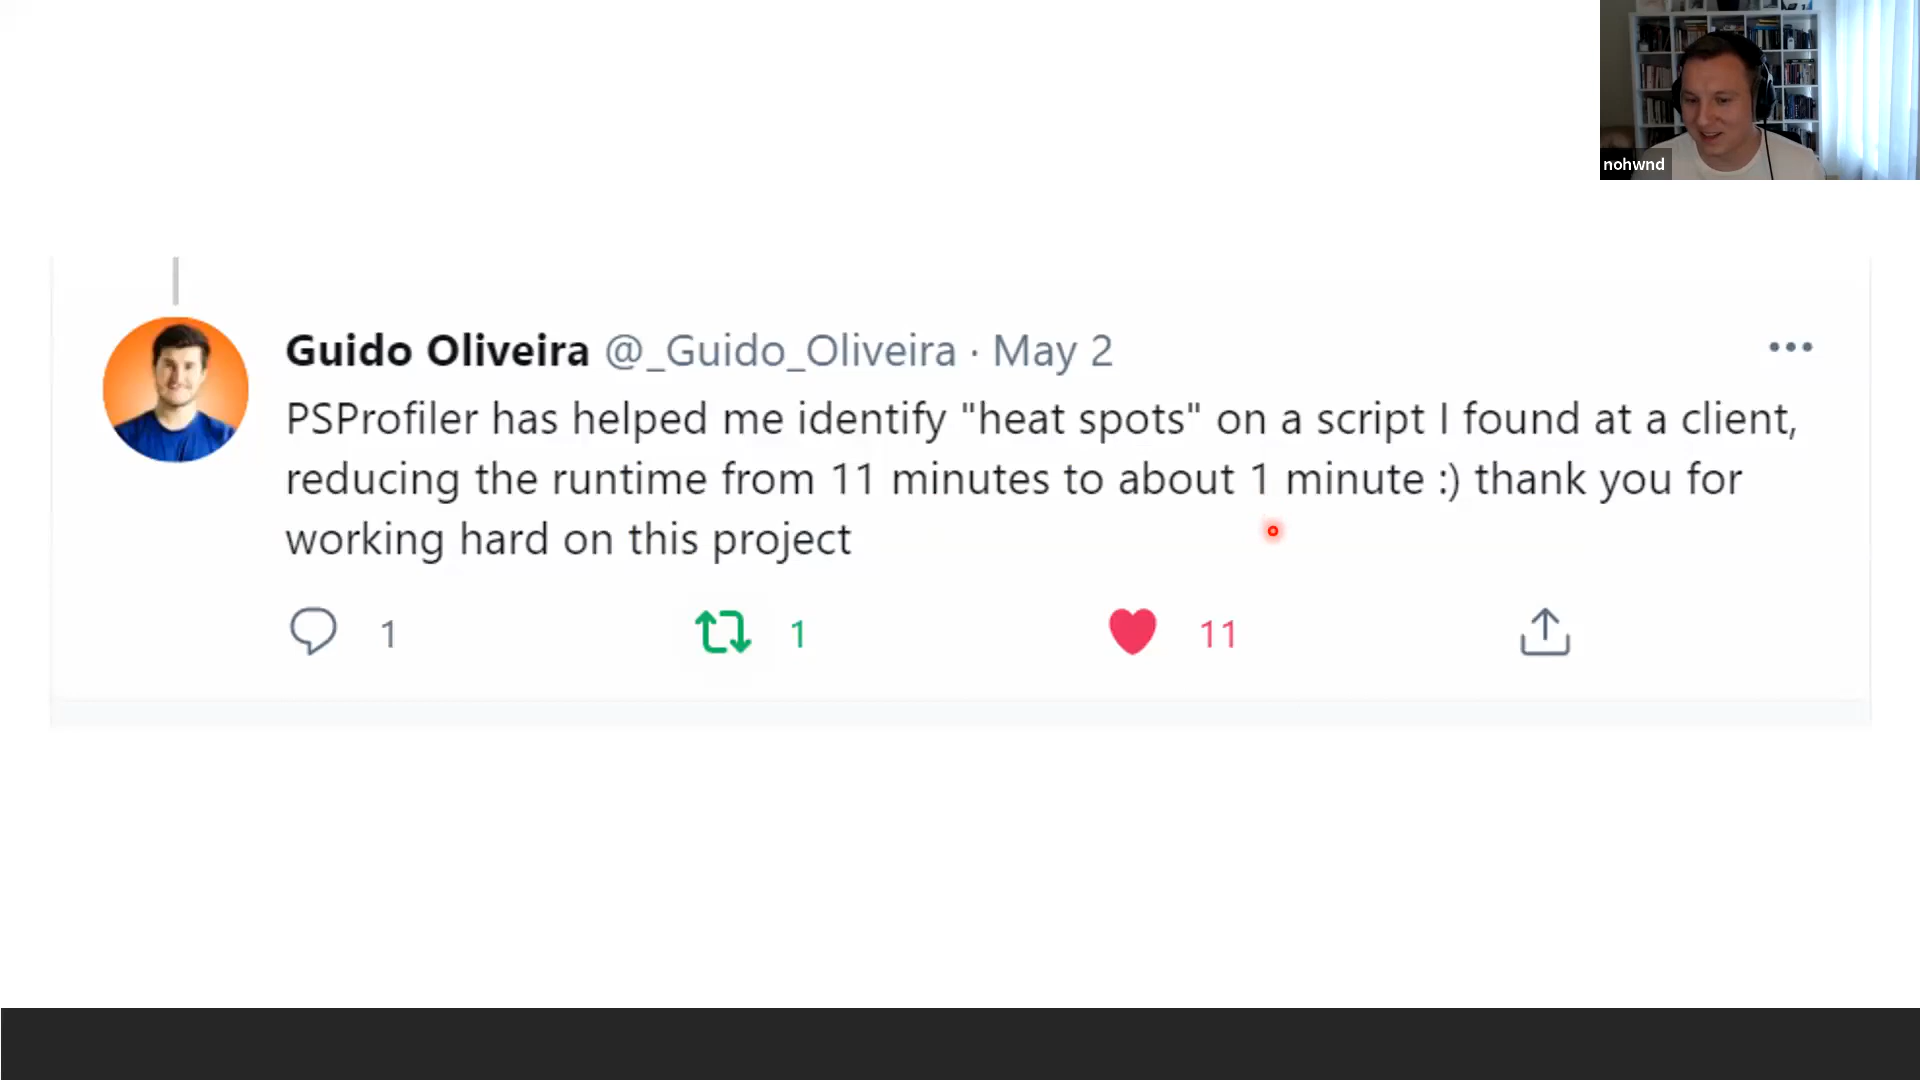 nohwnd
Guido Oliveira @_Guido_Oliveira · May 2
PSProfiler has helped me identify "heat spots" on a script I found at a client,
reducing the runtime from 11 minutes to about 1 minute :) thank you for
working hard on this project
1 1 11